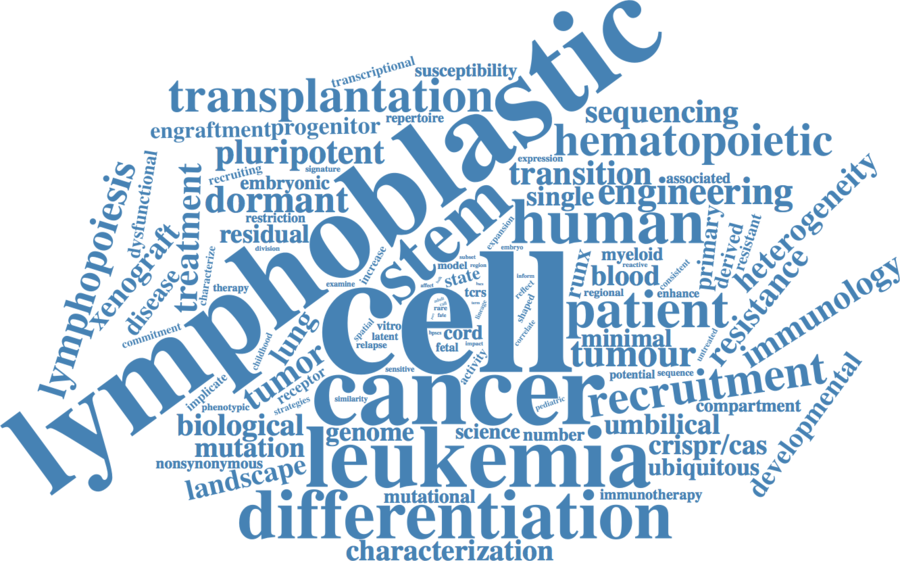 lymphoblastic
transcriptional
susceptibility
transplantation
repertoire
sequencing
engraftment
progenitor
hematopoietic
pluripotent
signature
expression
transition
associated
recruiting
embryonic
dormant
single
engineering
restriction
residual
human
stem
expansion
division
embryo
lymphopoiesis
dysfunctional
xenograft
treatment
disease
characterize
therapy
commitment
examine
increase
model
subset
region
state
tcrs
cell
runx
myeloid
reactive
blood
regional
enhance
consistent
primary
derived
resistant
heterogeneity
inform
reflect
shaped
correlate
lineage
rare
fate
affect
spatial
vitro
latent
relapse
cord
fetal
impact
activity
sensitive
patient
minimal
tumour
untreated
resistance
immunology
childhood
lung
tumor
receptor
strategies
implicate
phenotypic
similarity
cancer
pediatric
potential
sequence
recruitment
compartment
developmental
biological
mutation
genome
science
number
umbilical
crispr/cas
ubiquitous
nonsynonymous
landscape
leukemia
mutational
immunotherapy
differentiation
characterization